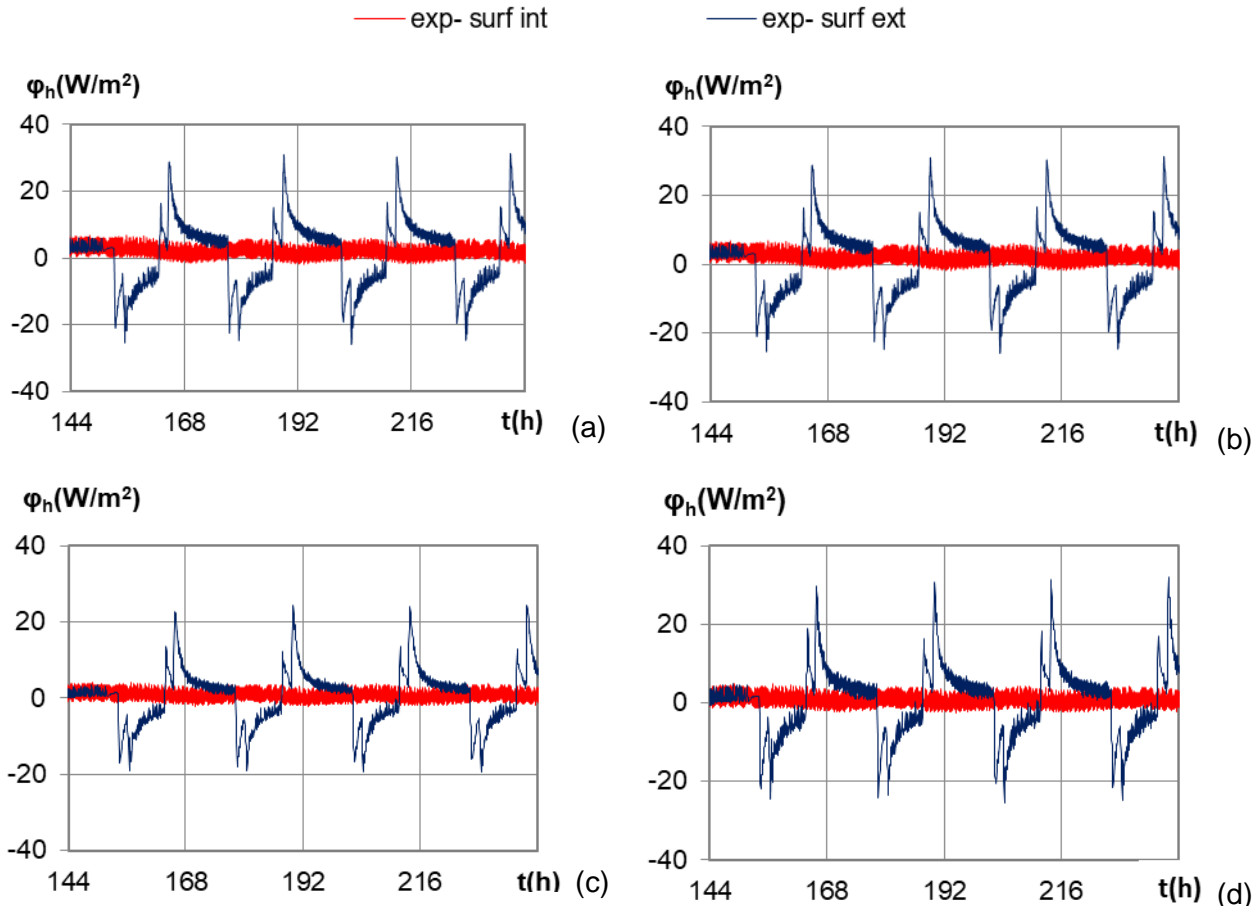 exp- surf int exp- surf ext
φh(W/m²) φh(W/m²)
40 40
20 20
0 0
-20 -20
-40 -40
144 168 192 216 t(h) (a) 144 168 192 216 t(h) (b)
φh(W/m²) φh(W/m²)
40 40
20 20
0 0
-20 -20
-40 -40
144 168 192 216 t(h) (c) 144 168 192 216 t(h) (d)